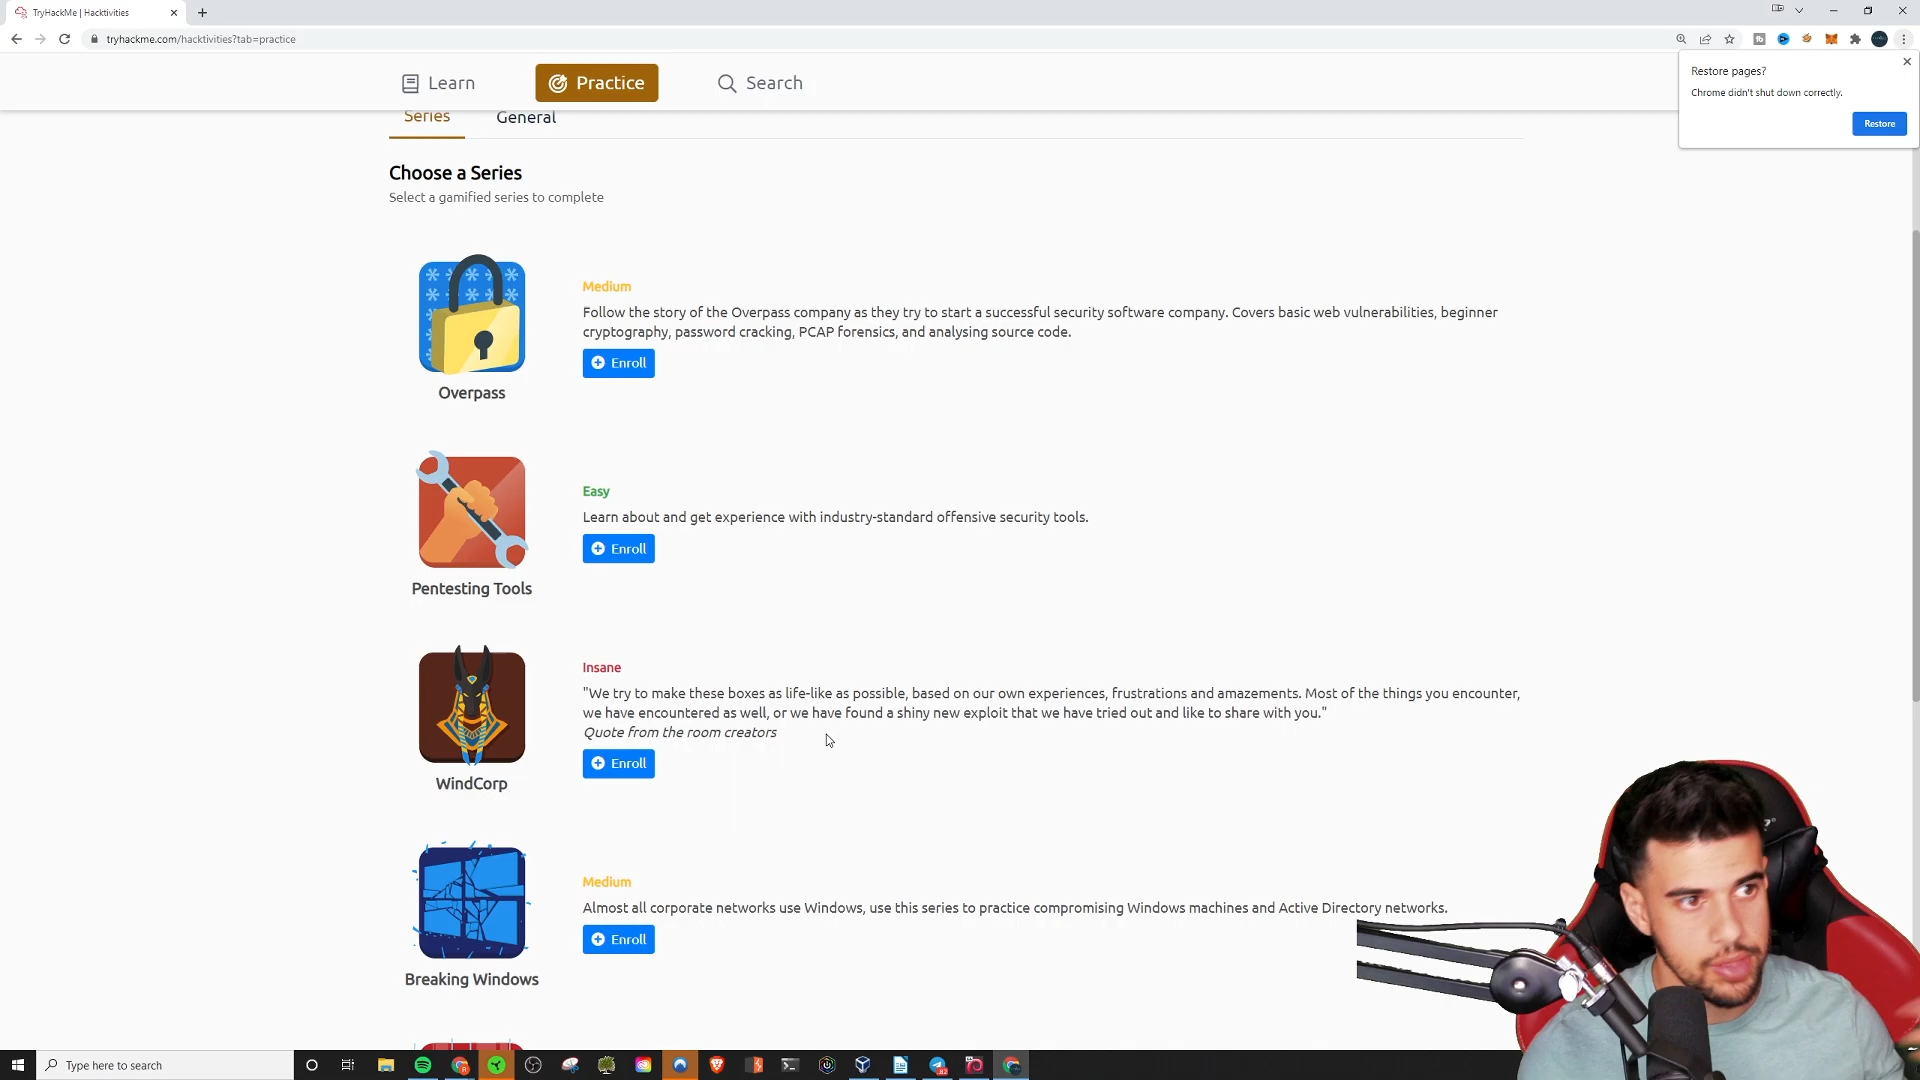 TryHackMe | Hacktivities
tryhackme.com/hacktivities?tab=practice
Restore pages?
Chrome didn't shut down correctly.
Restore
Learn
Practice
Search
Series
General
Choose a Series
Select a gamified series to complete
Medium
Follow the story of the Overpass company as they try to start a successful security software company. Covers basic web vulnerabilities, beginner
cryptography, password cracking, PCAP forensics, and analysing source code.
Enroll
Overpass
Easy
Learn about and get experience with industry-standard offensive security tools.
Enroll
Pentesting Tools
Insane
"We try to make these boxes as life-like as possible, based on our own experiences, frustrations and amazements. Most of the things you encounter,
we have encountered as well, or we have found a shiny new exploit that we have tried out and like to share with you."
Quote from the room creators
Enroll
WindCorp
Medium
Almost all corporate networks use Windows, use this series to practice compromising Windows machines and Active Directory networks.
Enroll
Breaking Windows
Type here to search